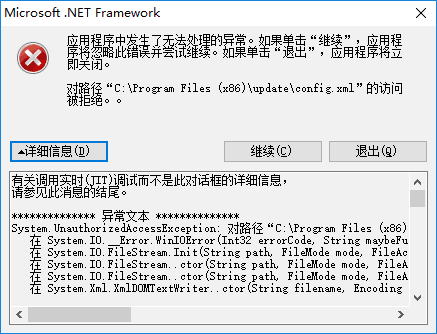 Microsoft .NET Framework
应用程序中发生了无法处理的异常。如果单击“继续”，应用程
序将忽略此错误并尝试继续。如果单击“退出”，应用程序将立
即关闭。
对路径“C:\Program Files (x86)\update\config.xml”的访问
被拒绝。。
详细信息(D)
继续(C)
退出(Q)
有关调用实时(JIT)调试而不是此对话框的详细信息，
请参见此消息的结尾。
************** 异常文本 **************
System.UnauthorizedAccessException: 对路径“C:\Program Files (x86)
在 System.IO.__Error.WinIOError(Int32 errorCode, String maybeFu
在 System.IO.FileStream.Init(String path, FileMode mode, FileAc
在 System.IO.FileStream..ctor(String path, FileMode mode, FileA
在 System.IO.FileStream..ctor(String path, FileMode mode, FileA
在 System.Xml.XmlDOMTextWriter..ctor(String filename, Encoding